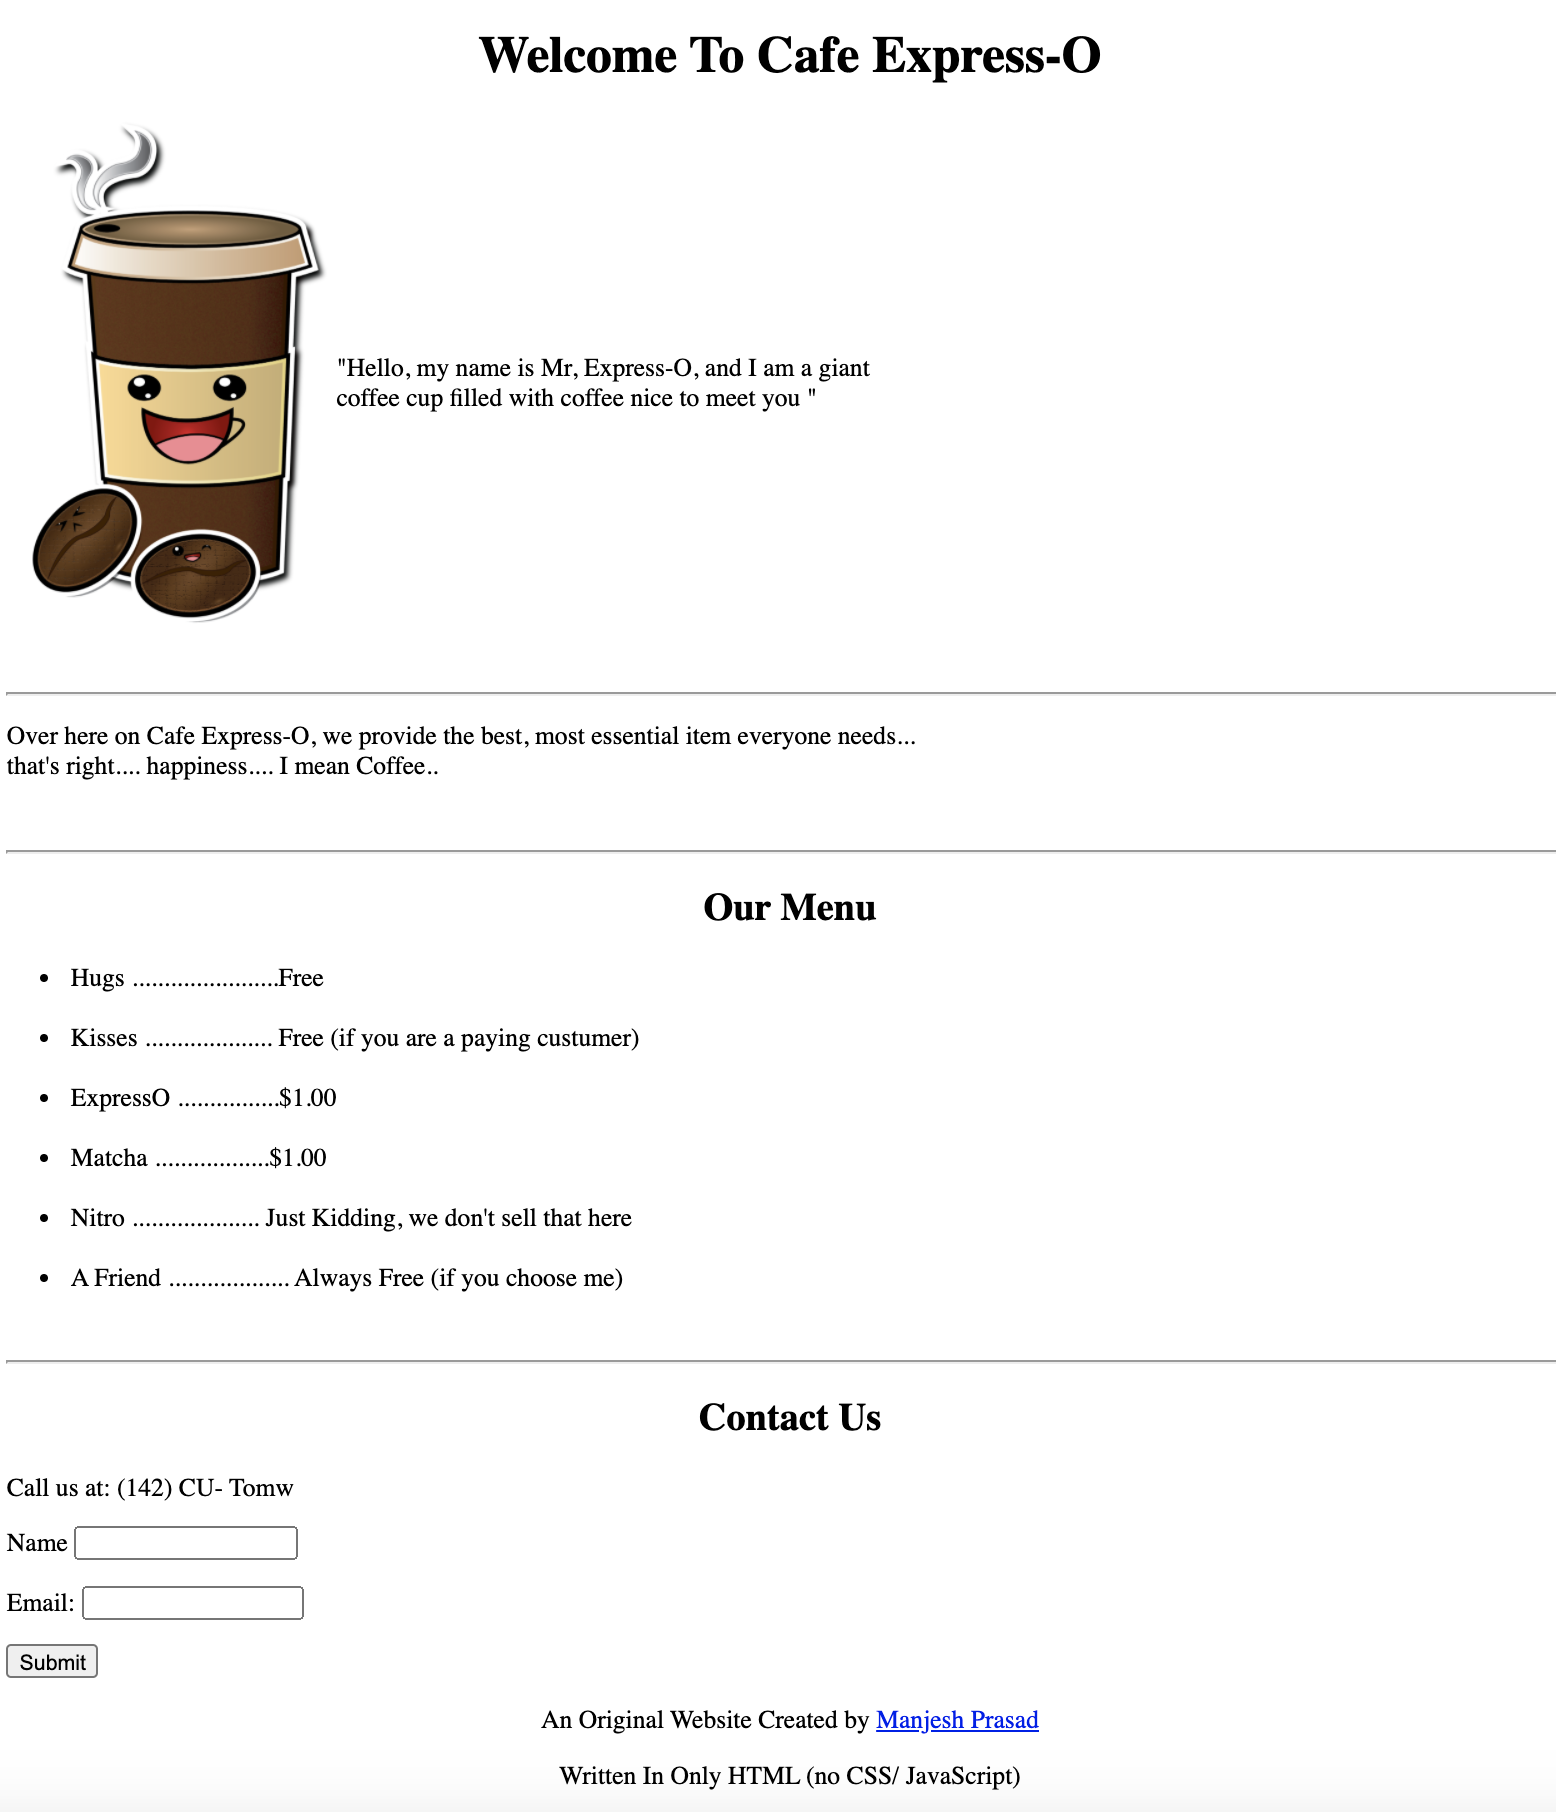 Welcome To Cafe Express-O
"Hello, my name is Mr, Express-O, and I am a giant
coffee cup filled with coffee nice to meet you "
Over here on Cafe Express-O, we provide the best, most essential item everyone needs...
that's right.... happiness.... I mean Coffee..
Our Menu
• Hugs .......................Free
• Kisses .................... Free (if you are a paying custumer)
• ExpressO ................$1.00
• Matcha ..................$1.00
• Nitro .................... Just Kidding, we don't sell that here
• A Friend ................... Always Free (if you choose me)
Contact Us
Call us at: (142) CU- Tomw
Name
Email:
Submit
An Original Website Created by Manjesh Prasad
Written In Only HTML (no CSS/ JavaScript)